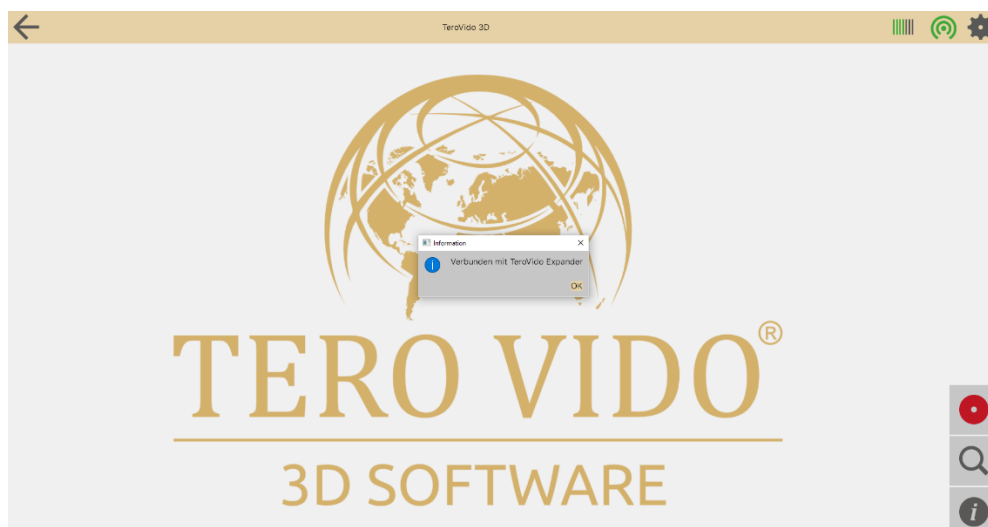 TeroVido 3D
Information
Verbunden mit TeroVido Expander
OK
TERO VIDO®
3D SOFTWARE